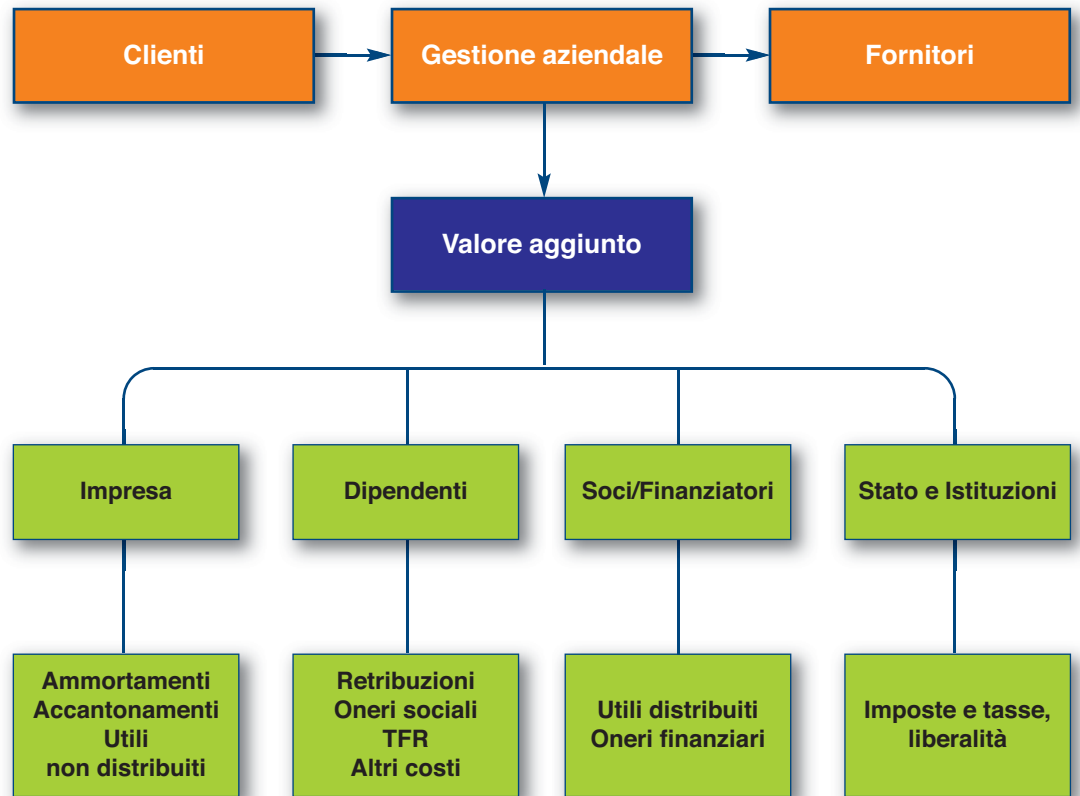 Clienti
Gestione aziendale
Fornitori
Valore aggiunto
Impresa
Dipendenti
Soci/Finanziatori
Stato e Istituzioni
Ammortamenti
Accantonamenti
Utili
non distribuiti
Retribuzioni
Oneri sociali
TFR
Altri costi
Utili distribuiti
Oneri finanziari
Imposte e tasse,
liberalità